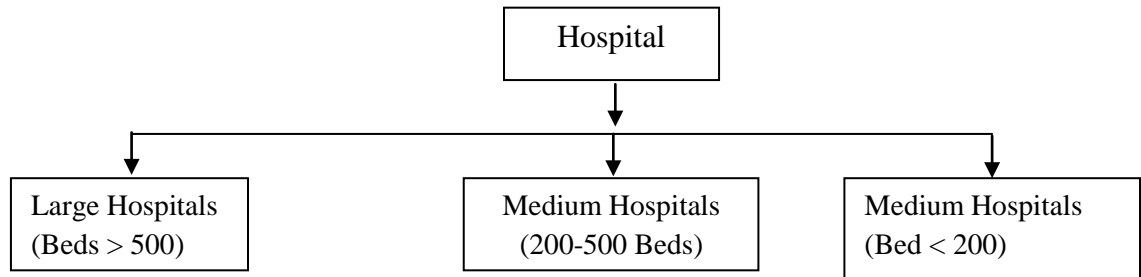 Hospital
Large Hospitals
(Beds > 500)
Medium Hospitals
(200-500 Beds)
Medium Hospitals
(Bed < 200)